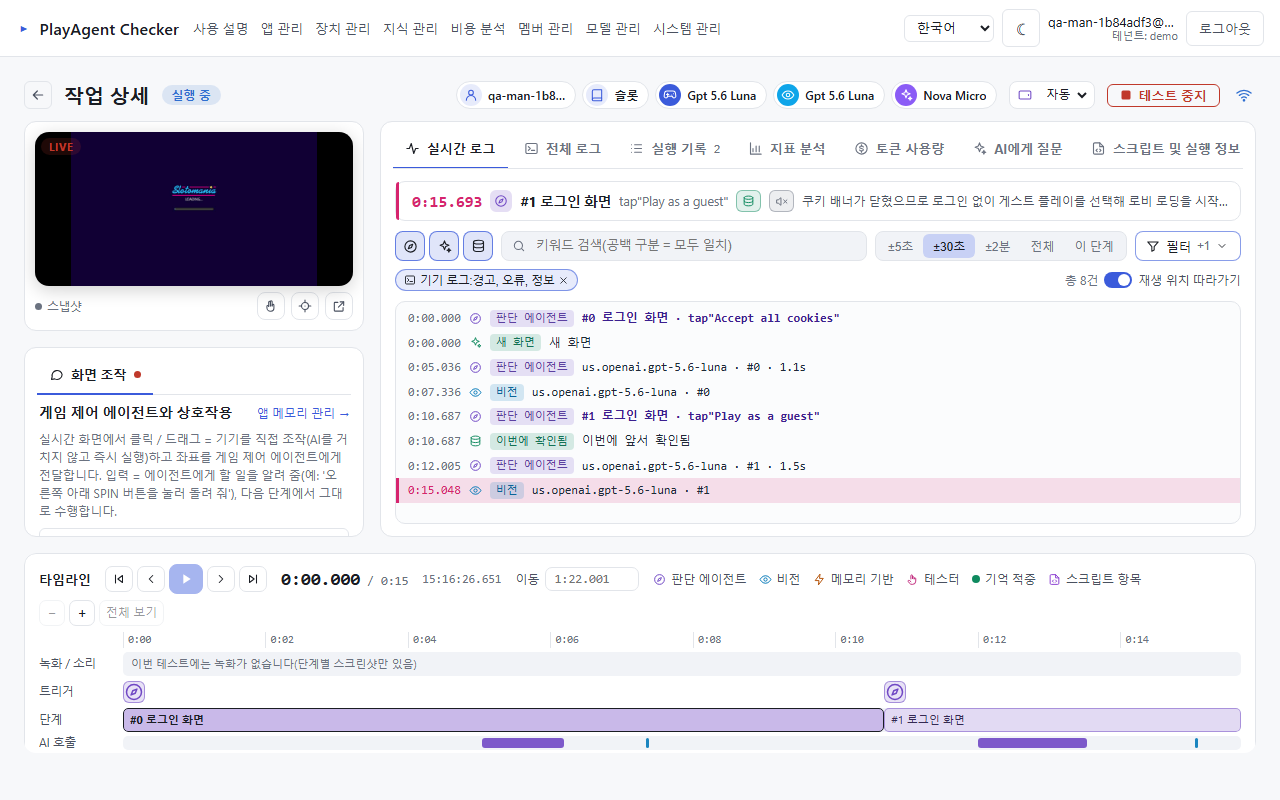 PlayAgent Checker 사용 설명 앱 관리 장치 관리 지식 관리 비용 분석 멤버 관리 모델 관리 시스템 관리 한국어 qa-man-1b84adf3@... 로그아웃
테넌트: demo
작업 상세 실행 중 qa-man-1b8... 슬롯 Gpt 5.6 Luna Gpt 5.6 Luna Nova Micro 자동 테스트 중지
LIVE
Slotomania
LOADING...
스냅샷
화면 조작
게임 제어 에이전트와 상호작용 앱 메모리 관리 →
실시간 화면에서 클릭 / 드래그 = 기기를 직접 조작(AI를 거
치지 않고 즉시 실행)하고 좌표를 게임 제어 에이전트에게
전달합니다. 입력 = 에이전트에게 할 일을 알려 줌(예: '오
른쪽 아래 SPIN 버튼을 눌러 돌려 줘'), 다음 단계에서 그대
로 수행합니다.
실시간 로그 전체 로그 실행 기록 2 지표 분석 토큰 사용량 AI에게 질문 스크립트 및 실행 정보
0:15.693 #1 로그인 화면 tap"Play as a guest" 쿠키 배너가 닫혔으므로 로그인 없이 게스트 플레이를 선택해 로비 로딩을 시작...
키워드 검색(공백 구분 = 모두 일치) ±5초 ±30초 ±2분 전체 이 단계 필터 +1
기기 로그:경고, 오류, 정보 × 총 8건 재생 위치 따라가기
0:00.000 판단 에이전트 #0 로그인 화면 · tap"Accept all cookies"
0:00.000 새 화면 새 화면
0:05.036 판단 에이전트 us.openai.gpt-5.6-luna · #0 · 1.1s
0:07.336 비전 us.openai.gpt-5.6-luna · #0
0:10.687 판단 에이전트 #1 로그인 화면 · tap"Play as a guest"
0:10.687 이번에 확인됨 이번에 앞서 확인됨
0:12.005 판단 에이전트 us.openai.gpt-5.6-luna · #1 · 1.5s
0:15.048 비전 us.openai.gpt-5.6-luna · #1
타임라인 0:00.000 / 0:15 15:16:26.651 이동 1:22.001 판단 에이전트 비전 메모리 기반 테스터 기억 적중 스크립트 항목
− + 전체 보기
0:00 0:02 0:04 0:06 0:08 0:10 0:12 0:14
녹화 / 소리 이번 테스트에는 녹화가 없습니다(단계별 스크린샷만 있음)
트리거
단계 #0 로그인 화면 #1 로그인 화면
AI 호출